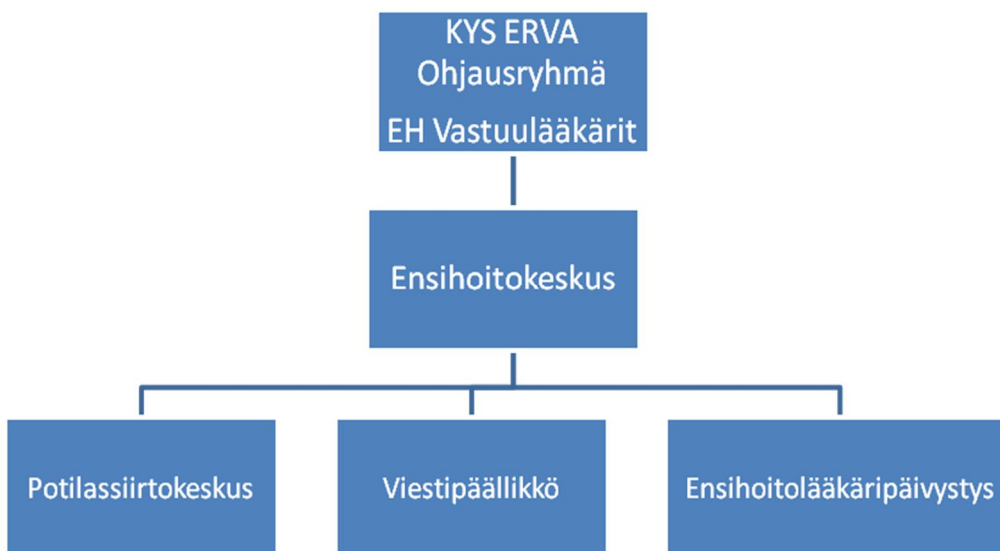 KYS ERVA
Ohjausryhmä
EH Vastuulääkärit
Ensihoitokeskus
Potilassiirtokeskus
Viestipäällikkö
Ensihoitolääkäripäivystys